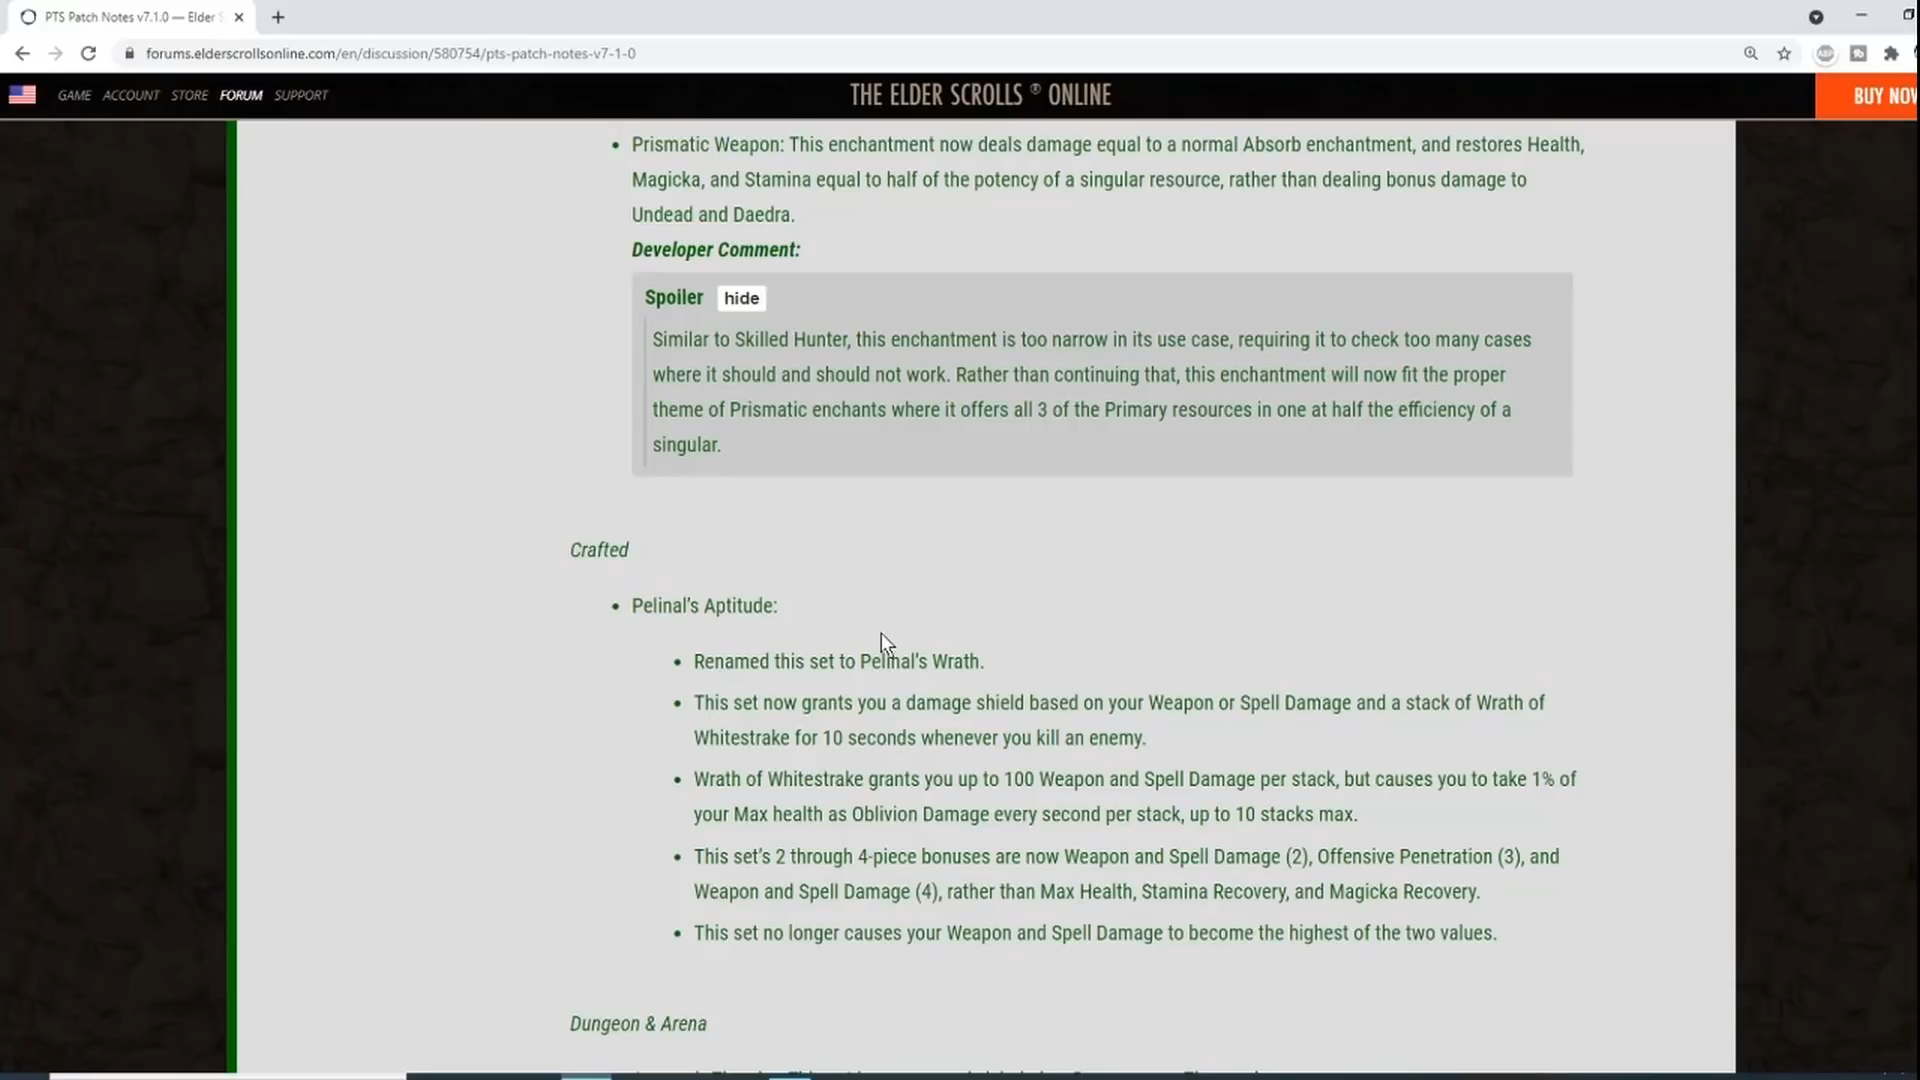 PTS Patch Notes v7.1.0 — Elder S
forums.elderscrollsonline.com/en/discussion/580754/pts-patch-notes-v7-1-0
ABP
GAME ACCOUNT STORE FORUM SUPPORT
THE ELDER SCROLLS ® ONLINE
BUY NOW
• Prismatic Weapon: This enchantment now deals damage equal to a normal Absorb enchantment, and restores Health,
Magicka, and Stamina equal to half of the potency of a singular resource, rather than dealing bonus damage to
Undead and Daedra.
Developer Comment:
Spoiler hide
Similar to Skilled Hunter, this enchantment is too narrow in its use case, requiring it to check too many cases
where it should and should not work. Rather than continuing that, this enchantment will now fit the proper
theme of Prismatic enchants where it offers all 3 of the Primary resources in one at half the efficiency of a
singular.
Crafted
• Pelinal's Aptitude:
• Renamed this set to Pelinal's Wrath.
• This set now grants you a damage shield based on your Weapon or Spell Damage and a stack of Wrath of
Whitestrake for 10 seconds whenever you kill an enemy.
• Wrath of Whitestrake grants you up to 100 Weapon and Spell Damage per stack, but causes you to take 1% of
your Max health as Oblivion Damage every second per stack, up to 10 stacks max.
• This set's 2 through 4-piece bonuses are now Weapon and Spell Damage (2), Offensive Penetration (3), and
Weapon and Spell Damage (4), rather than Max Health, Stamina Recovery, and Magicka Recovery.
• This set no longer causes your Weapon and Spell Damage to become the highest of the two values.
Dungeon & Arena